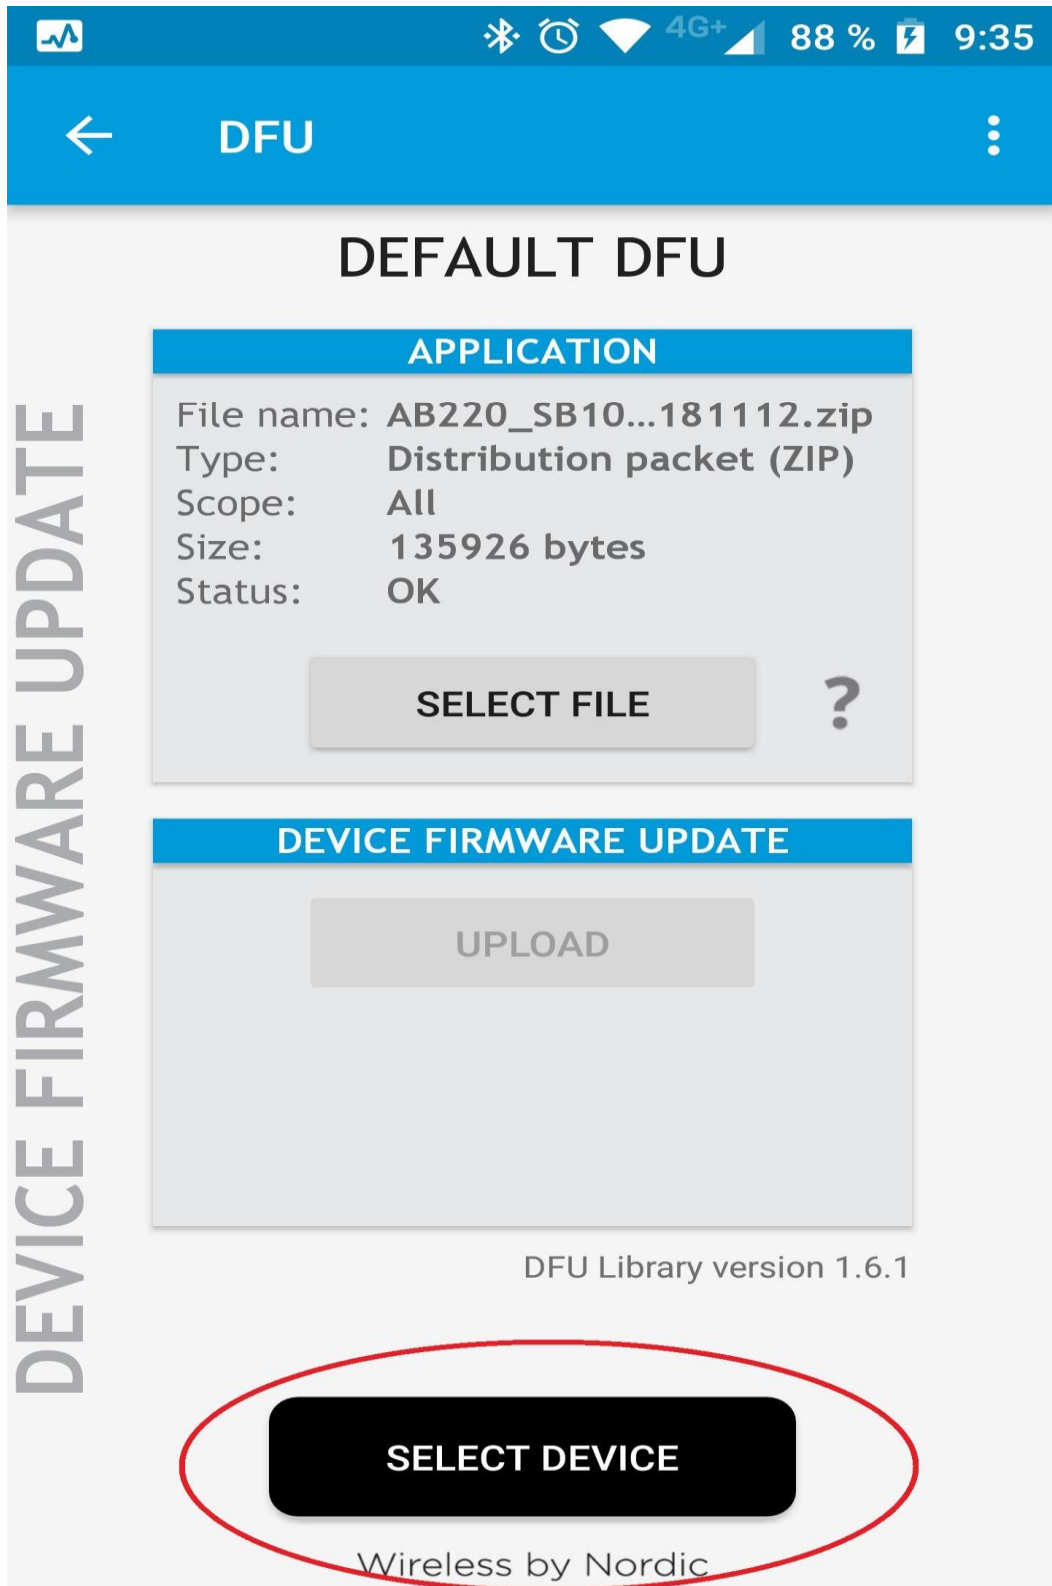 4G+ 88 % 9:35
DFU
DEFAULT DFU
APPLICATION
File name: AB220_SB10...181112.zip
Type: Distribution packet (ZIP)
Scope: All
Size: 135926 bytes
Status: OK
SELECT FILE ?
DEVICE FIRMWARE UPDATE
UPLOAD
DFU Library version 1.6.1
DEVICE FIRMWARE UPDATE
SELECT DEVICE
Wireless by Nordic